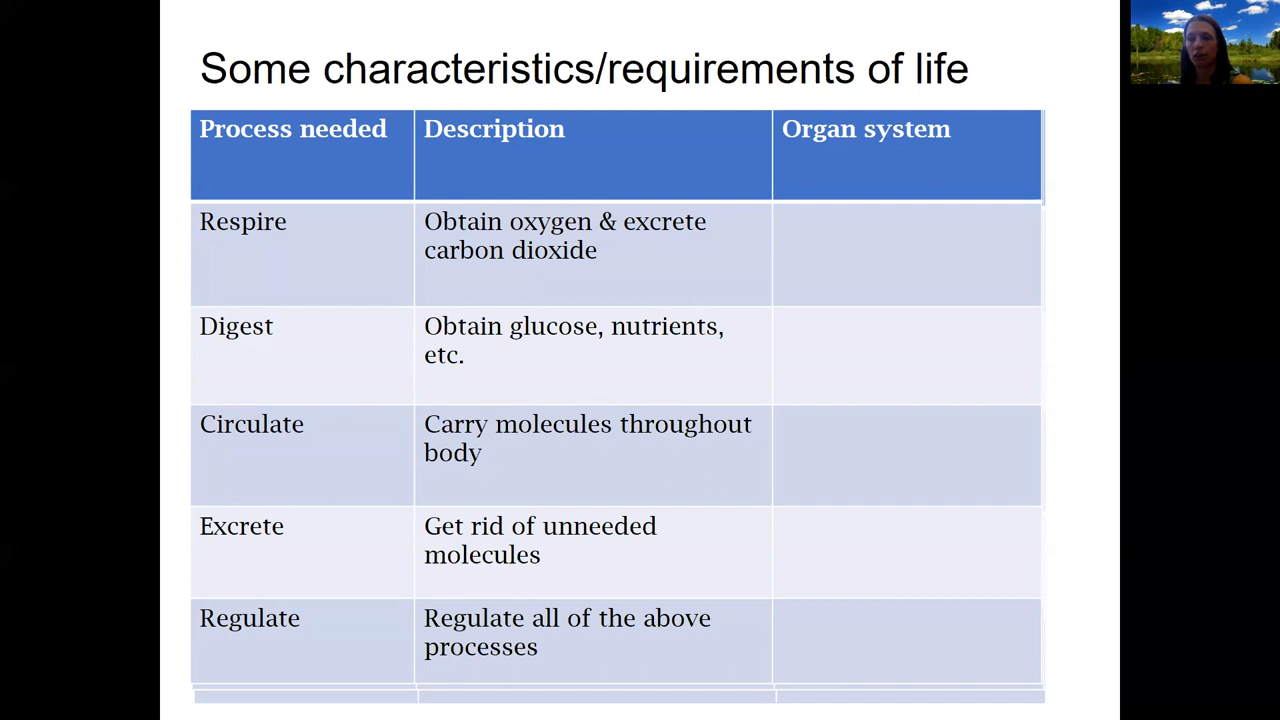 Some characteristics/requirements of life
Process needed Description Organ system
Respire Obtain oxygen & excrete
carbon dioxide
Digest Obtain glucose, nutrients,
etc.
Circulate Carry molecules throughout
body
Excrete Get rid of unneeded
molecules
Regulate Regulate all of the above
processes